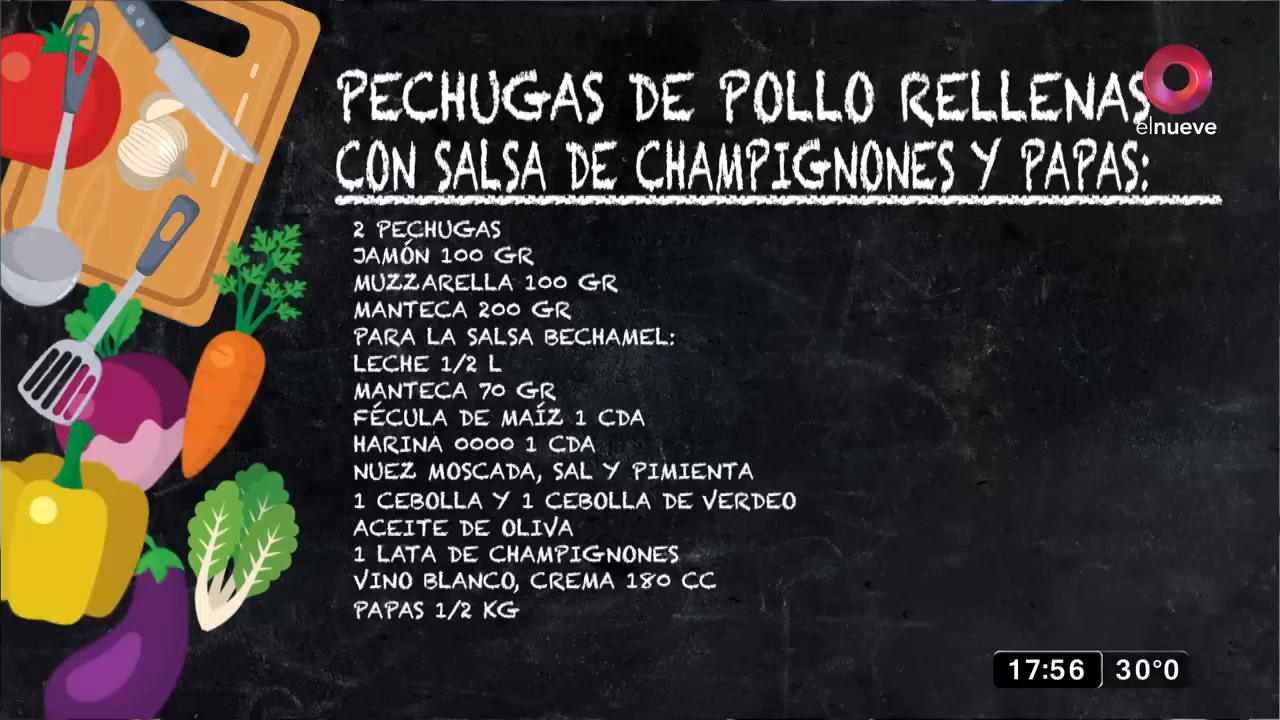 PECHUGAS DE POLLO RELLENAS
CON SALSA DE CHAMPIGNONES Y PAPAS:
elnueve
2 PECHUGAS
JAMÓN 100 GR
MUZZARELLA 100 GR
MANTECA 200 GR
PARA LA SALSA BECHAMEL:
LECHE 1/2 L
MANTECA 70 GR
FÉCULA DE MAÍZ 1 CDA
HARINA 0000 1 CDA
NUEZ MOSCADA, SAL Y PIMIENTA
1 CEBOLLA Y 1 CEBOLLA DE VERDEO
ACEITE DE OLIVA
1 LATA DE CHAMPIGNONES
VINO BLANCO, CREMA 180 CC
PAPAS 1/2 KG
17:56 30°0